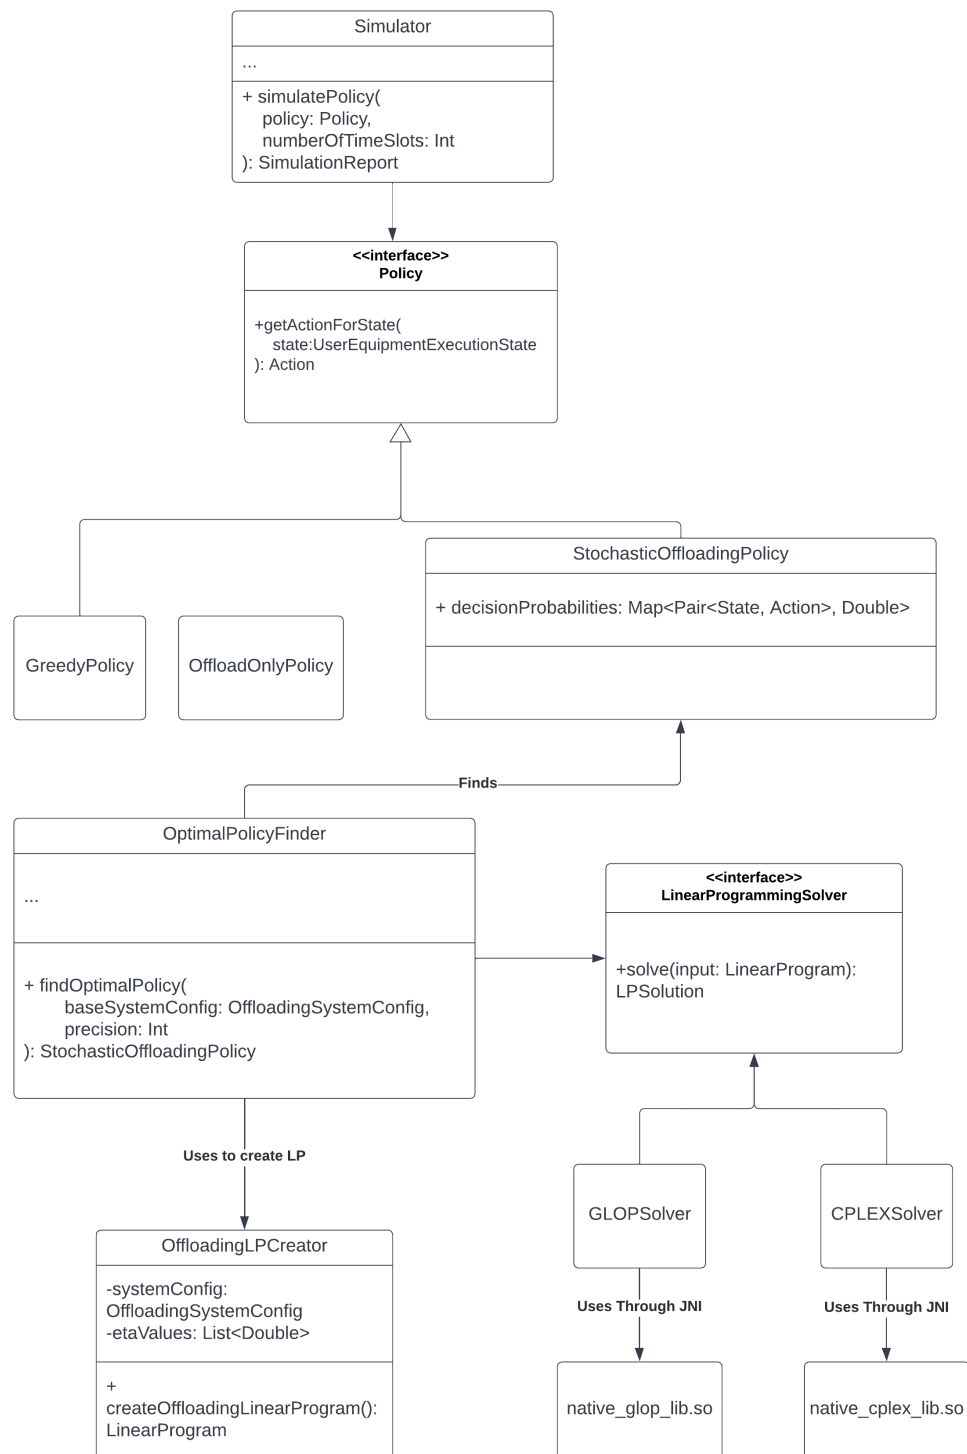 Simulator
...
+ simulatePolicy(
policy: Policy,
numberOfTimeSlots: Int
): SimulationReport
<<interface>>
Policy
+getActionForState(
state:UserEquipmentExecutionState
): Action
StochasticOffloadingPolicy
+ decisionProbabilities: Map<Pair<State, Action>, Double>
GreedyPolicy
OffloadOnlyPolicy
Finds
OptimalPolicyFinder
...
+ findOptimalPolicy(
baseSystemConfig: OffloadingSystemConfig,
precision: Int
): StochasticOffloadingPolicy
<<interface>>
LinearProgrammingSolver
+solve(input: LinearProgram):
LPSolution
Uses to create LP
GLOPSolver
CPLEXSolver
OffloadingLPCreator
-systemConfig:
OffloadingSystemConfig
-etaValues: List<Double>
+
createOffloadingLinearProgram():
LinearProgram
Uses Through JNI
Uses Through JNI
native_glop_lib.so
native_cplex_lib.so